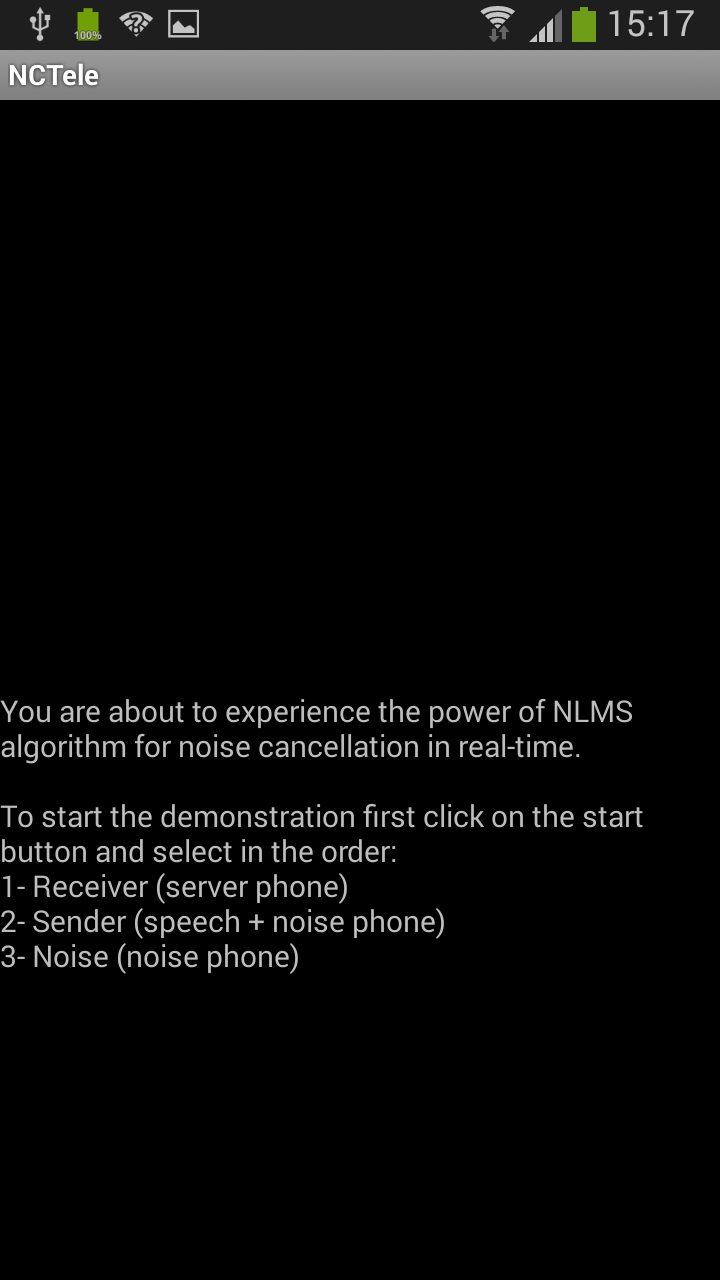 100%
15:17
NCTele
You are about to experience the power of NLMS
algorithm for noise cancellation in real-time.
To start the demonstration first click on the start
button and select in the order:
1- Receiver (server phone)
2- Sender (speech + noise phone)
3- Noise (noise phone)